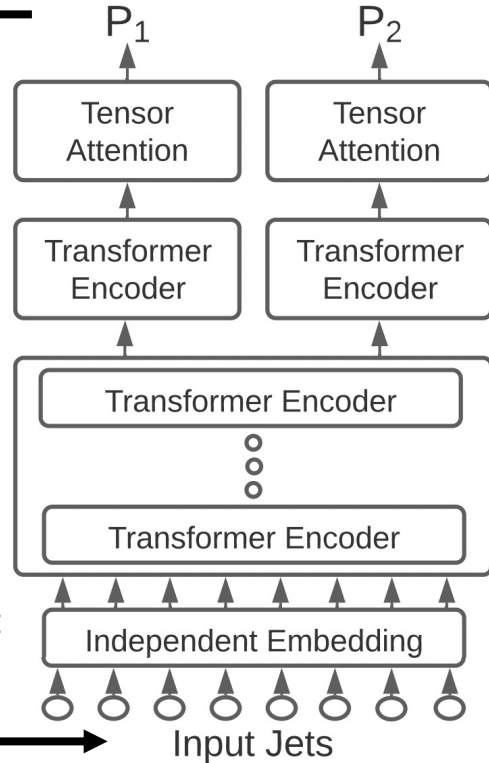 P₁ P₂
Tensor Attention
Tensor Attention
Transformer Encoder
Transformer Encoder
Transformer Encoder
Transformer Encoder
Independent Embedding
Input Jets